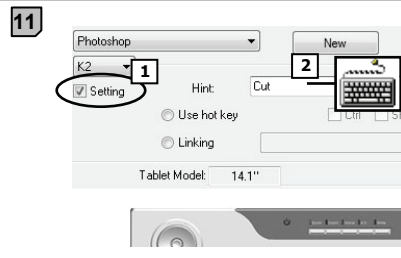 11
Photoshop New
K2 1 2
Setting Hint: Cut
Use hot key Ctrl
Linking
Tablet Model: 14.1"